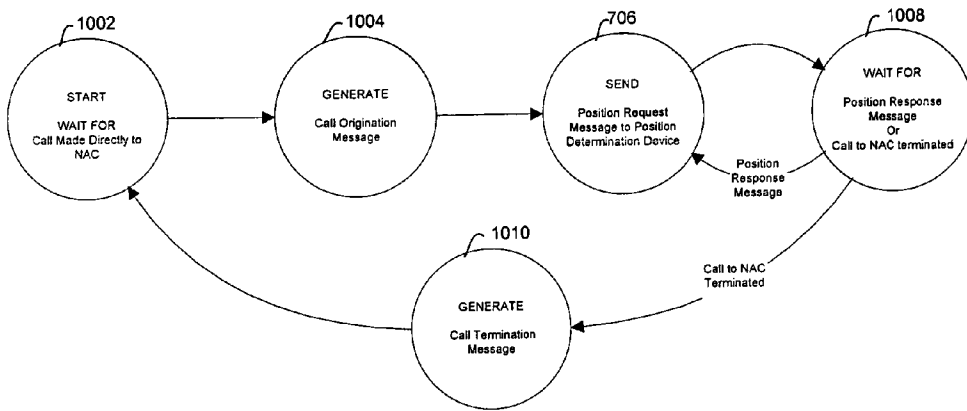 1002
START
WAIT FOR
Call Made Directly to
NAC
1004
GENERATE
Call Origination
Message
706
SEND
Position Request
Message to Position
Determination Device
1008
WAIT FOR
Position Response
Message
Or
Call to NAC terminated
Position
Response
Message
Call to NAC
Terminated
1010
GENERATE
Call Termination
Message